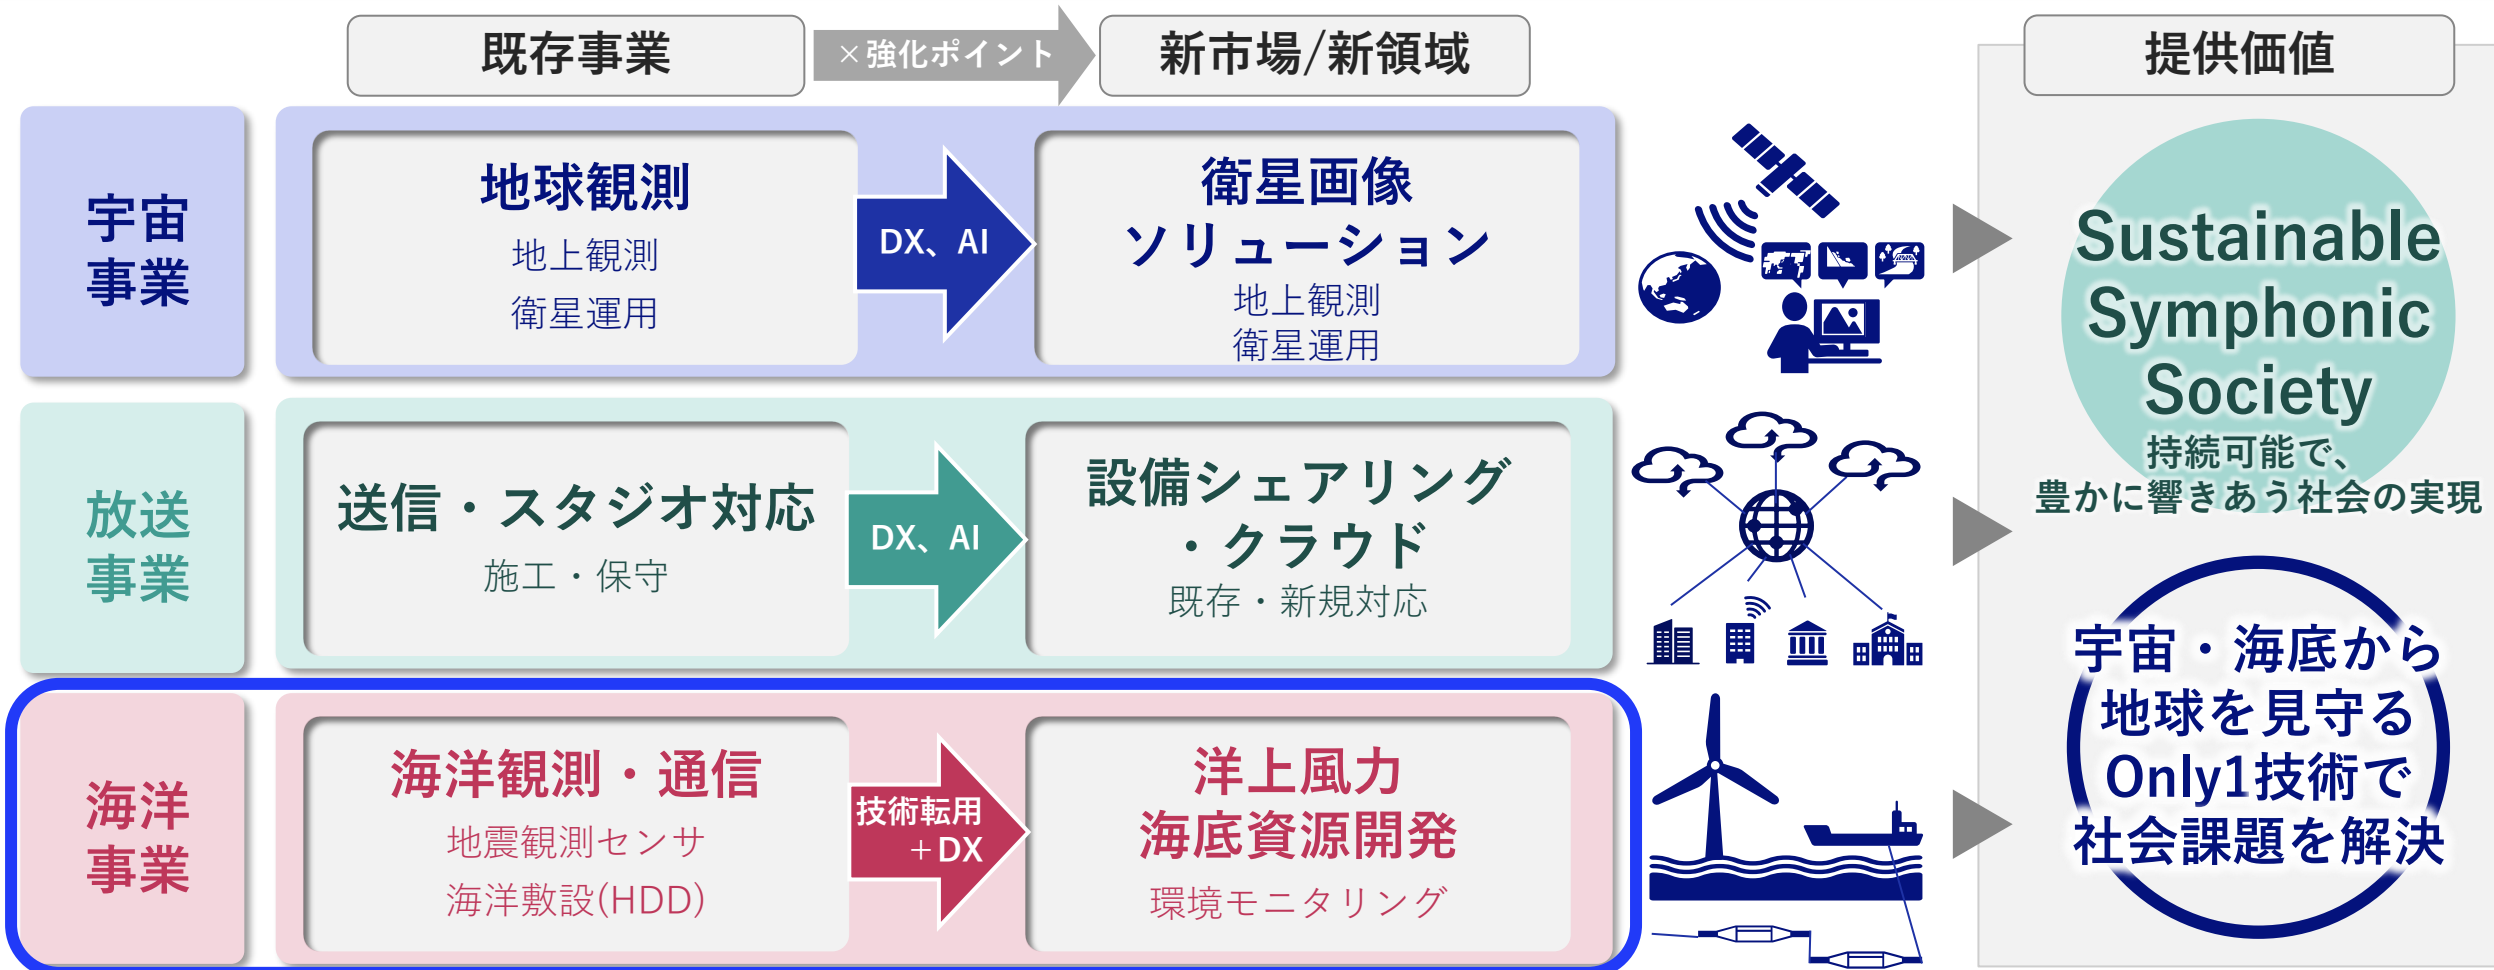 既存事業
×強化ポイント
新市場/新領域
提供価値
宇宙
事業
地球観測
地上観測
衛星運用
DX、AI
衛星画像
ソリューション
地上観測
衛星運用
放送
事業
送信・スタジオ対応
施工・保守
DX、AI
設備シェアリング
・クラウド
既存・新規対応
海洋
事業
海洋観測・通信
地震観測センサ
海洋敷設(HDD)
技術転用
+DX
洋上風力
海底資源開発
環境モニタリング
Sustainable
Symphonic
Society
持続可能で、
豊かに響きあう社会の実現
宇宙・海底から
地球を見守る
Only1技術で
社会課題を解決